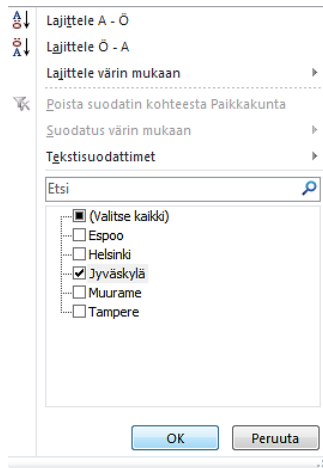 Lajittele A - Ö
Lajittele Ö - A
Lajittele värin mukaan
Poista suodatin kohteesta Paikkakunta
Suodatus värin mukaan
Tekstisuodattimet
Etsi
(Valitse kaikki)
Espoo
Helsinki
Jyväskylä
Muurame
Tampere
OK
Peruuta